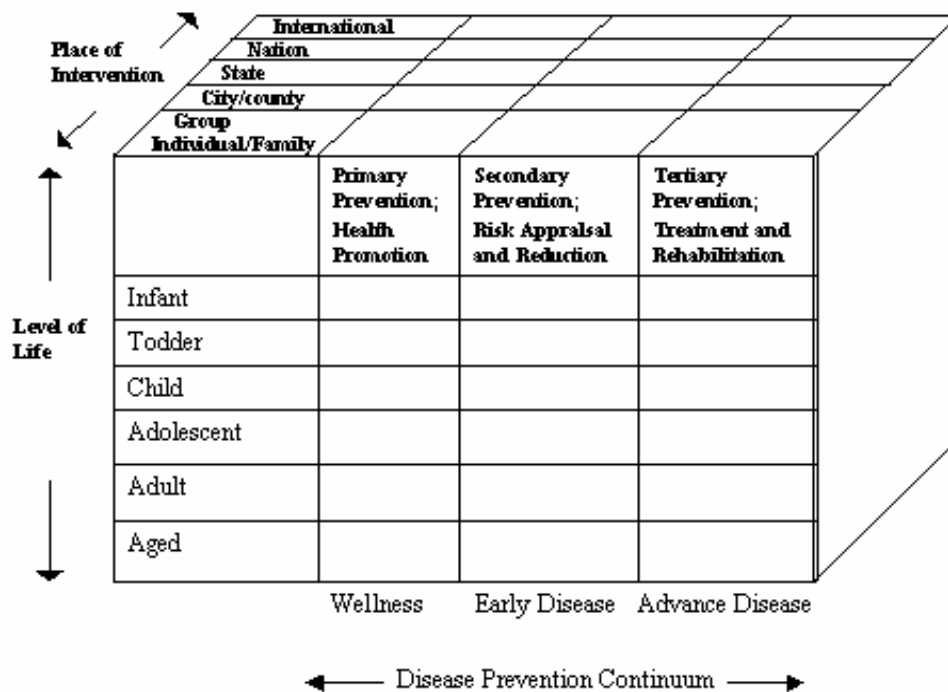 International
Place of
Intervention
Nation
State
City/county
Group
Individual/Family
Primary
Prevention;
Health
Promotion
Secondary
Prevention;
Risk Appraisal
and Reduction
Tertiary
Prevention;
Treatment and
Rehabilitation
Level of
Life
Infant
Todder
Child
Adolescent
Adult
Aged
Wellness
Early Disease
Advance Disease
Disease Prevention Continuum